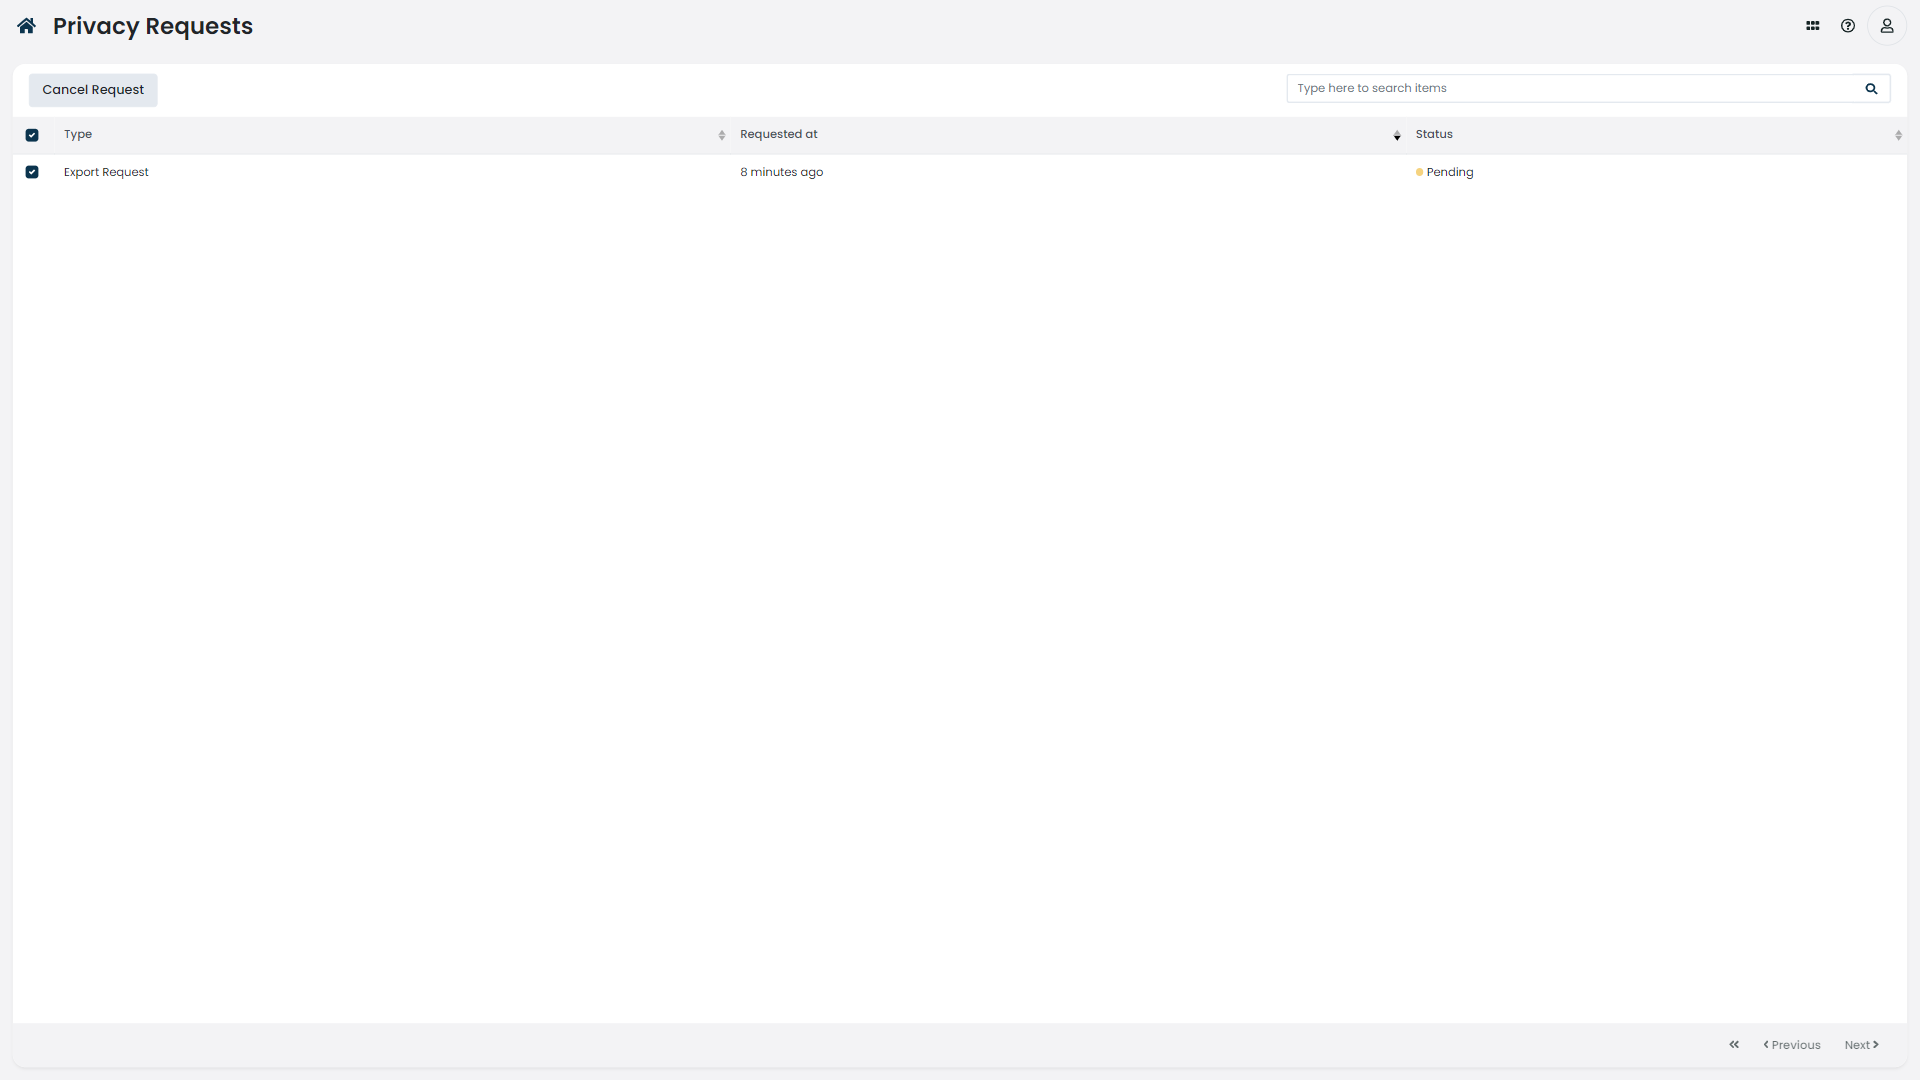 Privacy Requests
Cancel Request
Type here to search items
Type
Requested at
Status
Export Request
8 minutes ago
Pending
Previous
Next